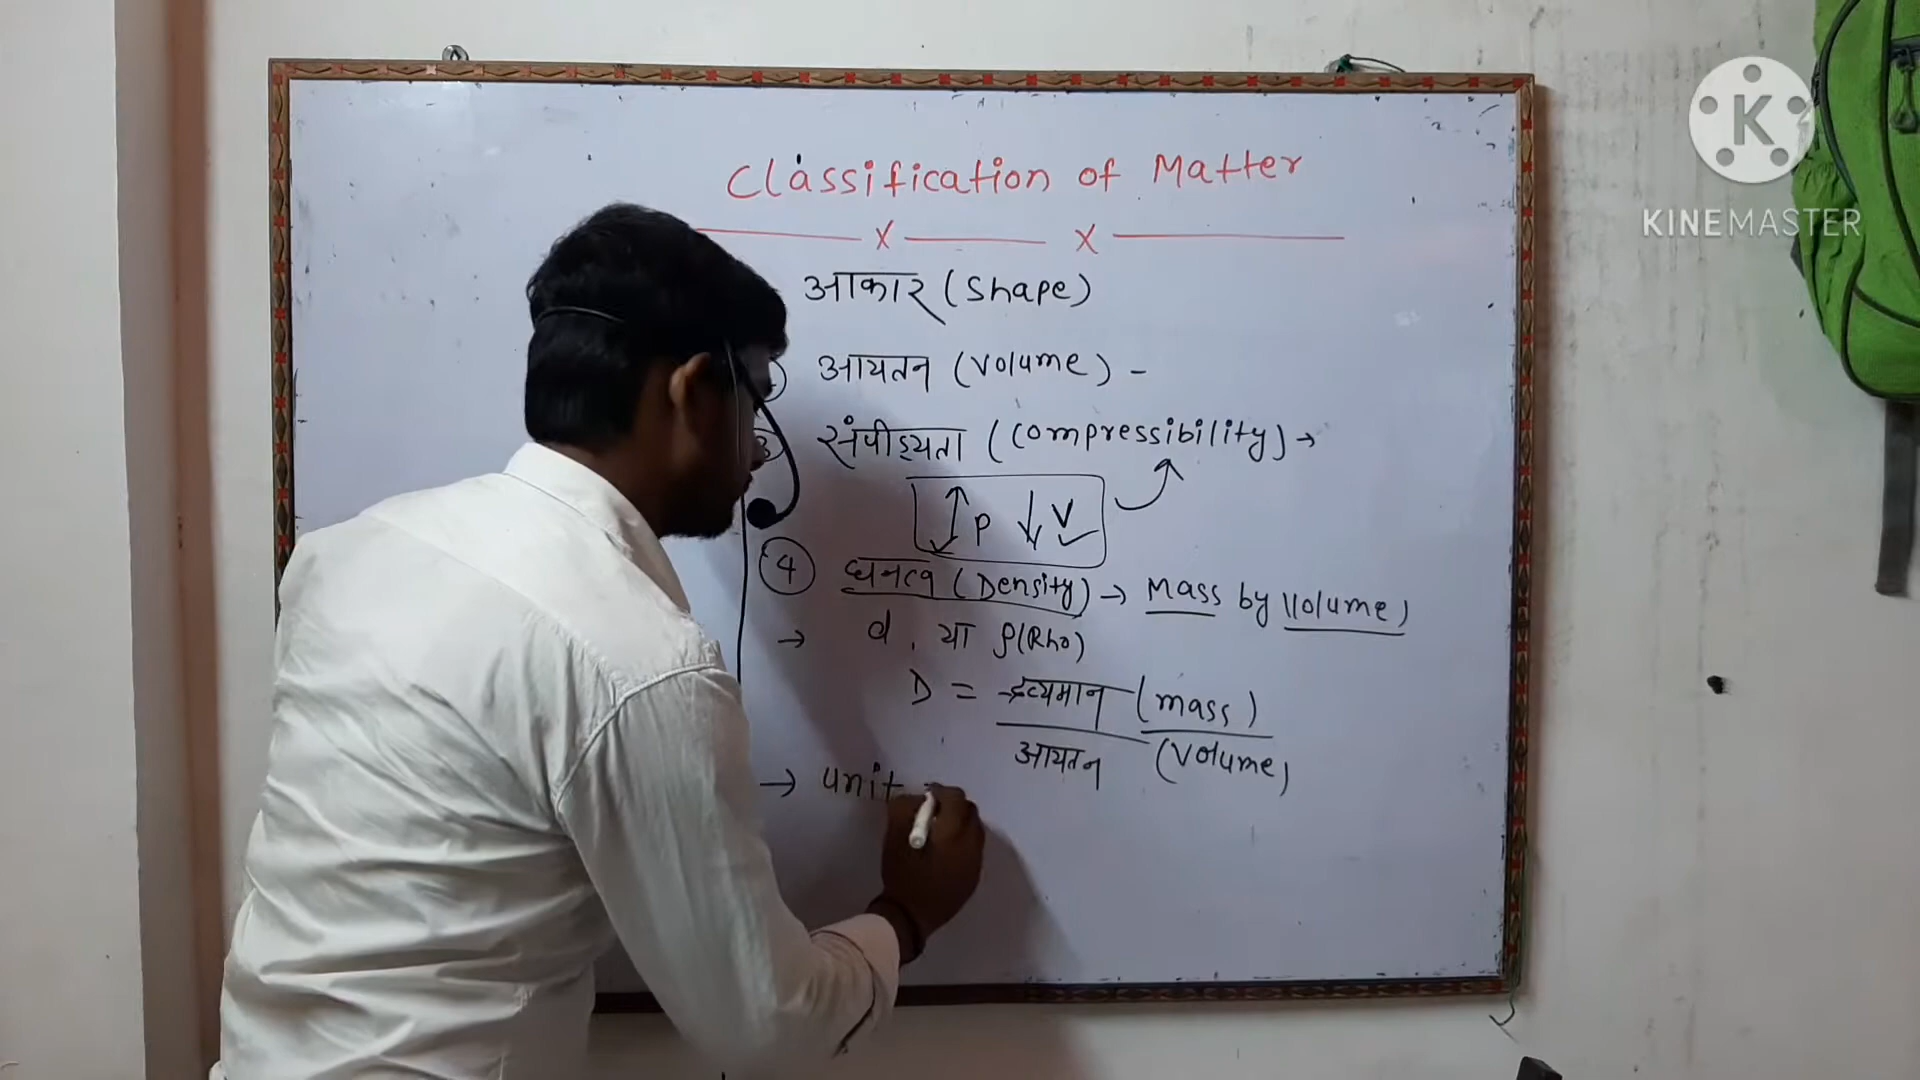 Classification of Matter
x x
आकार (Shape)
आयतन (Volume) -
3 संपीड्यता (Compressibility) →
↕ P ↓ V
4 घनत्व (Density) → Mass by Volume)
→ d, या ρ(Rho)
D = द्रव्यमान (mass)
आयतन (Volume)
→ unit
K
KINEMASTER